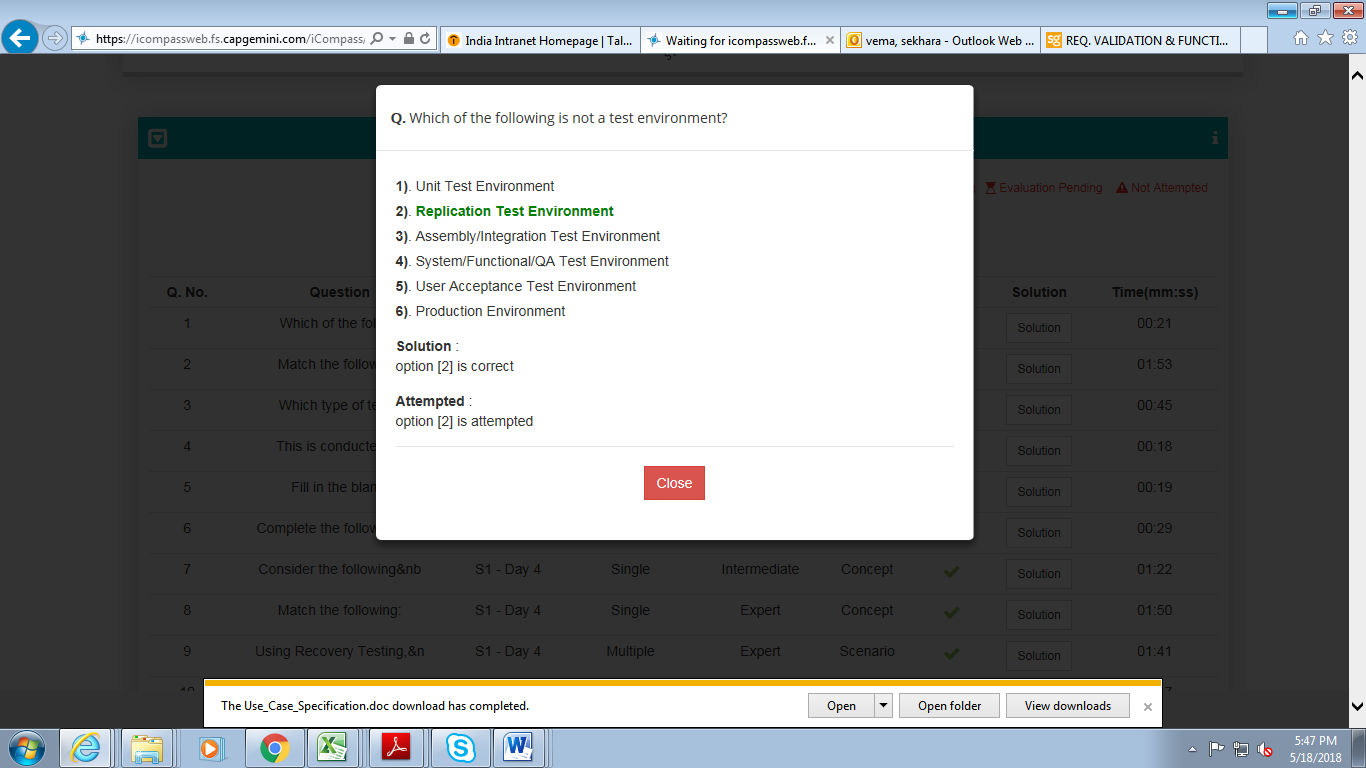 https://icompassweb.fs.capgemini.com/iCompass/
India Intranet Homepage | Tal...
Waiting for icompassweb.f...
vema, sekhara - Outlook Web ...
REQ. VALIDATION & FUNCTI...
Q. Which of the following is not a test environment?
1). Unit Test Environment
2). Replication Test Environment
3). Assembly/Integration Test Environment
4). System/Functional/QA Test Environment
5). User Acceptance Test Environment
6). Production Environment
Solution :
option [2] is correct
Attempted :
option [2] is attempted
Close
Evaluation Pending Not Attempted
Q. No. Question Solution Time(mm:ss)
1 Which of the fol Solution 00:21
2 Match the follow Solution 01:53
3 Which type of te Solution 00:45
4 This is conducte Solution 00:18
5 Fill in the blan Solution 00:19
6 Complete the follow Solution 00:29
7 Consider the following&nb S1 - Day 4 Single Intermediate Concept Solution 01:22
8 Match the following: S1 - Day 4 Single Expert Concept Solution 01:50
9 Using Recovery Testing,&n S1 - Day 4 Multiple Expert Scenario Solution 01:41
The Use_Case_Specification.doc download has completed.
Open Open folder View downloads
5:47 PM
5/18/2018